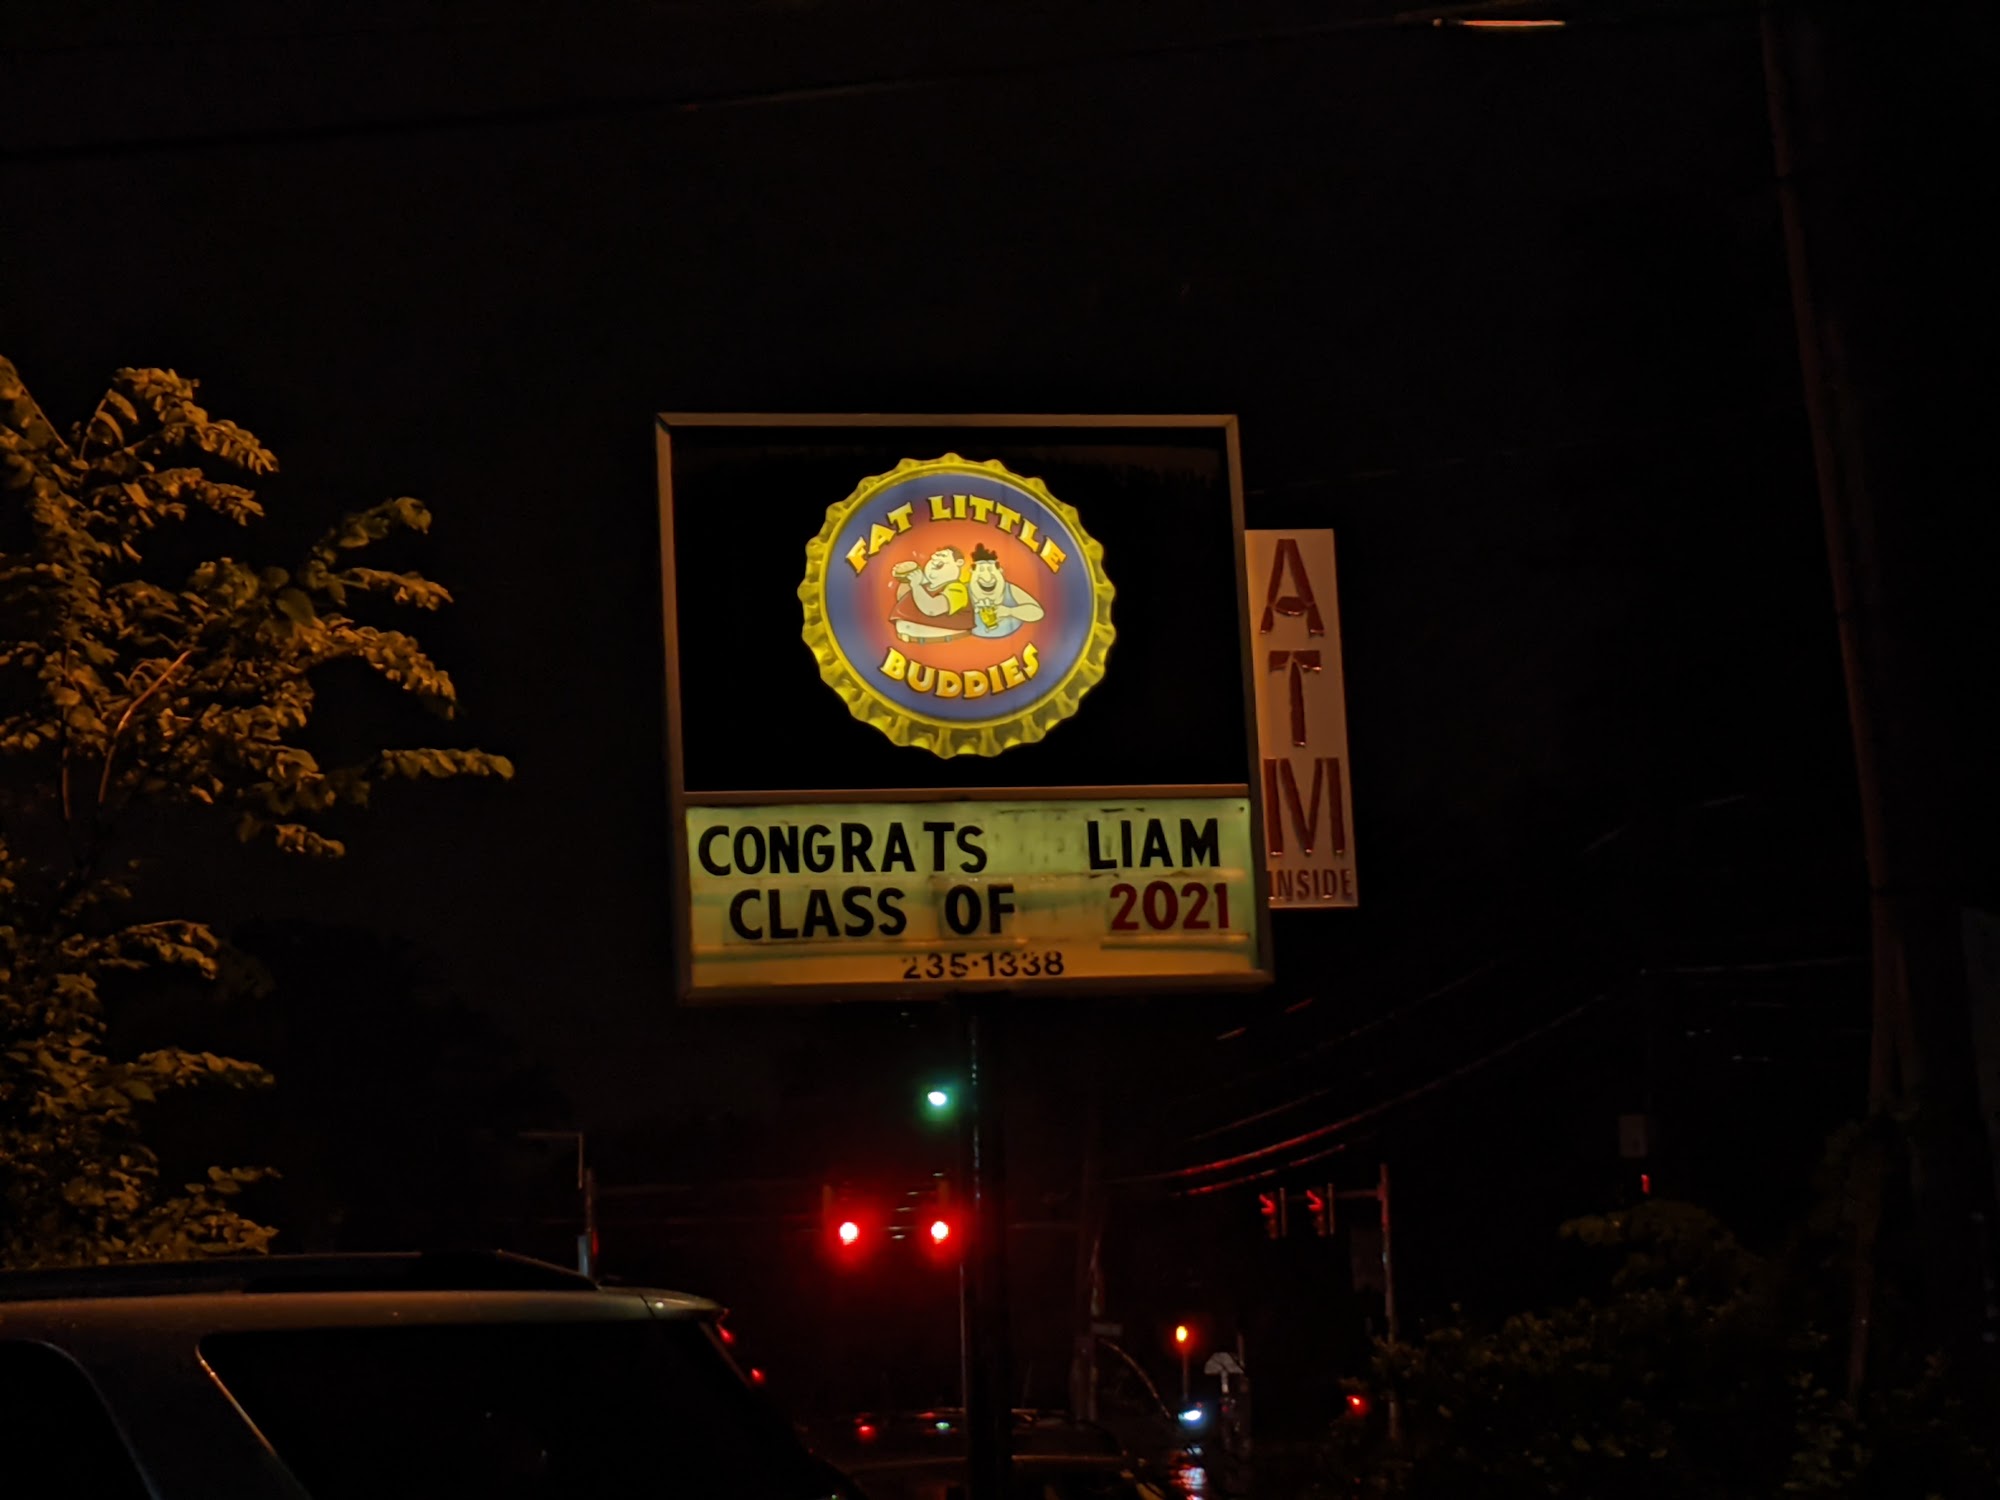 FAT LITTLE
BUDDIES
CONGRATS LIAM
CLASS OF 2021
235·1338
ATM
INSIDE